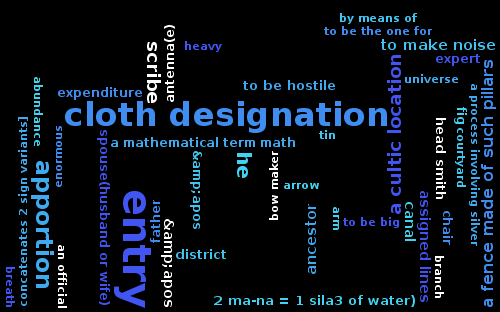 by means of
to be the one for
to make noise
expert
heavy
scribe
antenna(e)
expenditure
to be hostile
universe
cloth designation
a cultic location
a fence made of such pillars
a process involving silver
fig courtyard
abundance
concatenates 2 sign variants]
enormous
a mathematical term math
tin
head smith
spouse(husband or wife)
apportion
soda;&amp;
he
bow maker
arrow
entry
father
soda;&amp;
ancestor
arm
to be big
canal
assigned lines
chair
branch
district
an official
breath
2 ma-na = 1 sila3 of water)